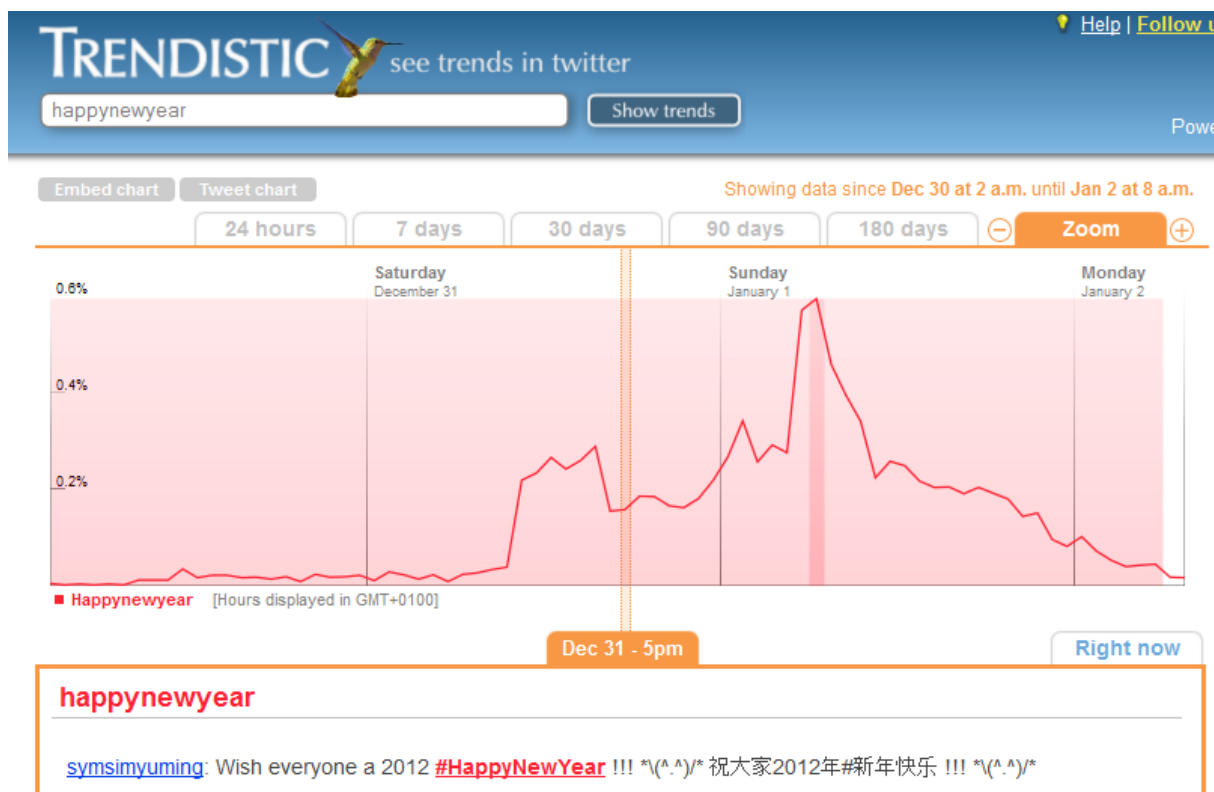 Help | Follow u
TRENDISTIC see trends in twitter
happynewyear Show trends
Powe
Embed chart Tweet chart Showing data since Dec 30 at 2 a.m. until Jan 2 at 8 a.m.
24 hours 7 days 30 days 90 days 180 days Zoom
Saturday Sunday Monday
December 31 January 1 January 2
0.6%
0.4%
0.2%
Happynewyear [Hours displayed in GMT+0100]
Dec 31 - 5pm Right now
happynewyear
symsimyuming: Wish everyone a 2012 #HappyNewYear !!! *\(^.^)/* 祝大家2012年#新年快乐 !!! *\(^.^)/*